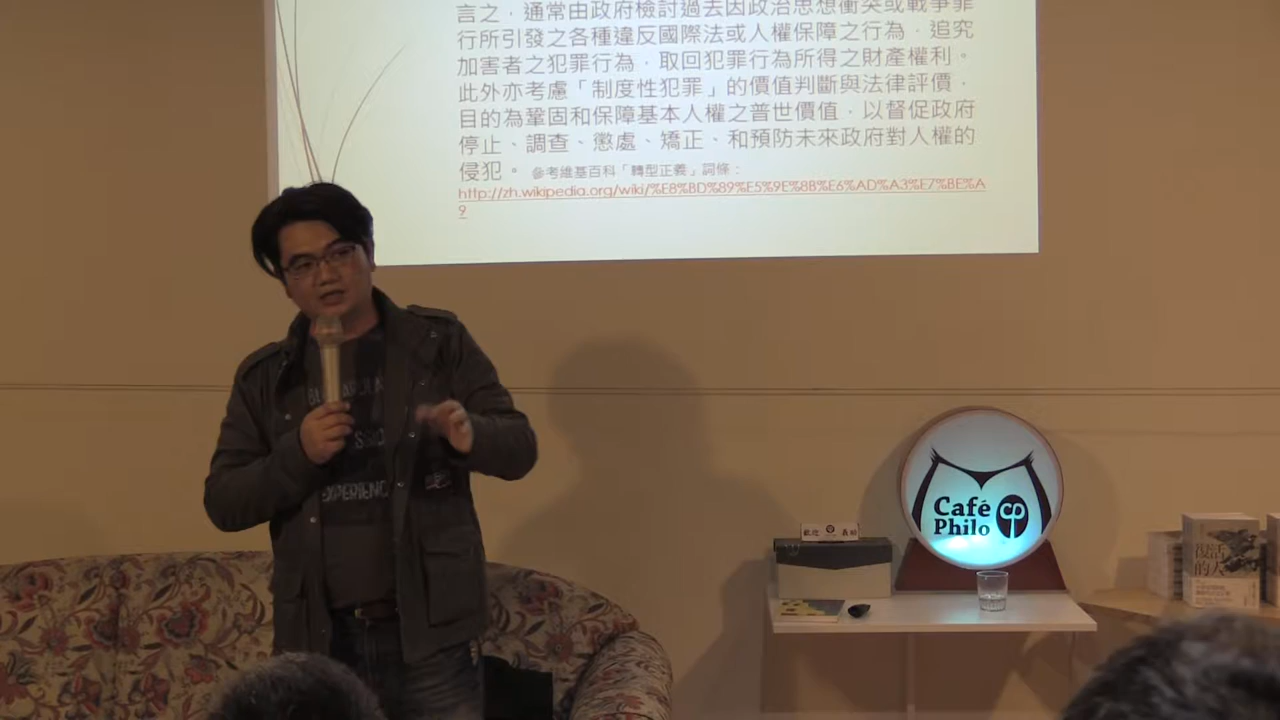 言之，通常由政府檢討過去因政治思想衝突或戰爭罪
行所引發之各種違反國際法或人權保障之行為，追究
加害者之犯罪行為，取回犯罪行為所得之財產權利。
此外亦考慮「制度性犯罪」的價值判斷與法律評價，
目的為鞏固和保障基本人權之普世價值，以督促政府
停止、調查、懲處、矯正、和預防未來政府對人權的
侵犯。 參考維基百科「轉型正義」詞條：
http://zh.wikipedia.org/wiki/%E8%BD%89%E5%9E%8B%E6%AD%A3%E7%BE%A
9
EXPERIENC
Café
Philo
歡迎
復活
的人